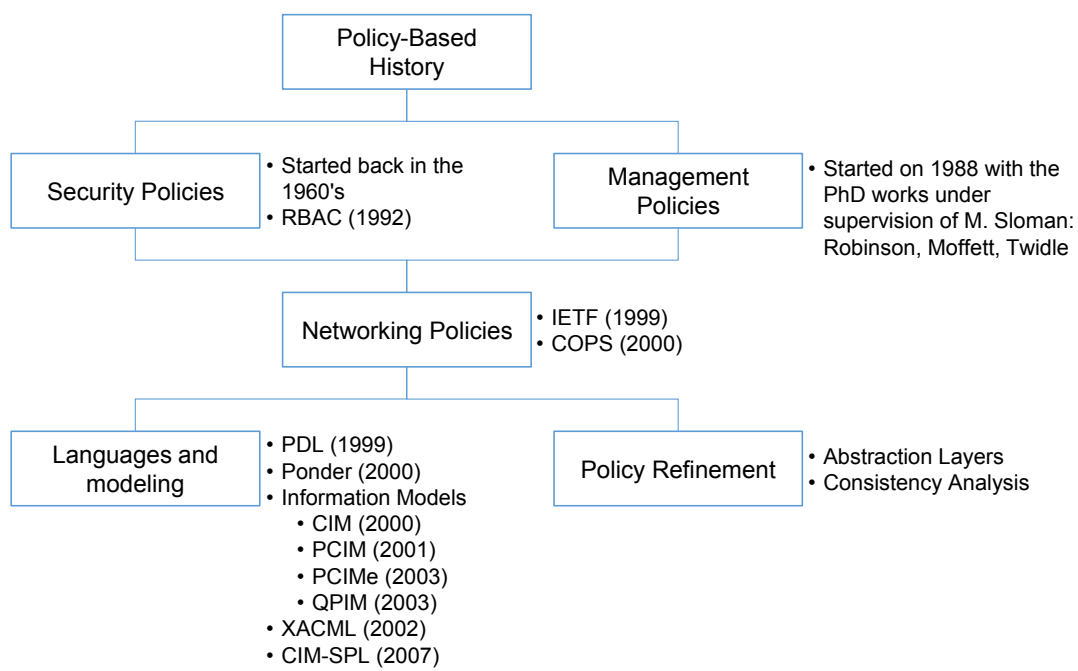 Policy-Based
History
Security Policies
• Started back in the
1960's
• RBAC (1992)
Management
Policies
• Started on 1988 with the
PhD works under
supervision of M. Sloman:
Robinson, Moffett, Twidle
Networking Policies
• IETF (1999)
• COPS (2000)
Languages and
modeling
• PDL (1999)
• Ponder (2000)
• Information Models
• CIM (2000)
• PCIM (2001)
• PCIMe (2003)
• QPIM (2003)
• XACML (2002)
• CIM-SPL (2007)
Policy Refinement
• Abstraction Layers
• Consistency Analysis